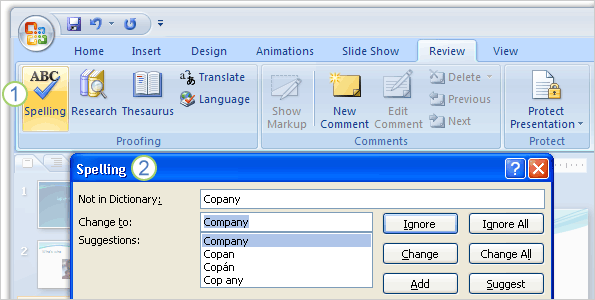 Home Insert Design Animations Slide Show Review View
1
ABC
Spelling
Research
Thesaurus
Translate
Language
Proofing
Show
Markup
New
Comment
Edit
Comment
Delete
Previous
Next
Comments
Protect
Presentation
Protect
1
2
Spelling 2
Not in Dictionary: Copany
Change to: Company
Ignore Ignore All
Suggestions:
Company
Copan
Copán
Cop any
Change Change All
Add Suggest